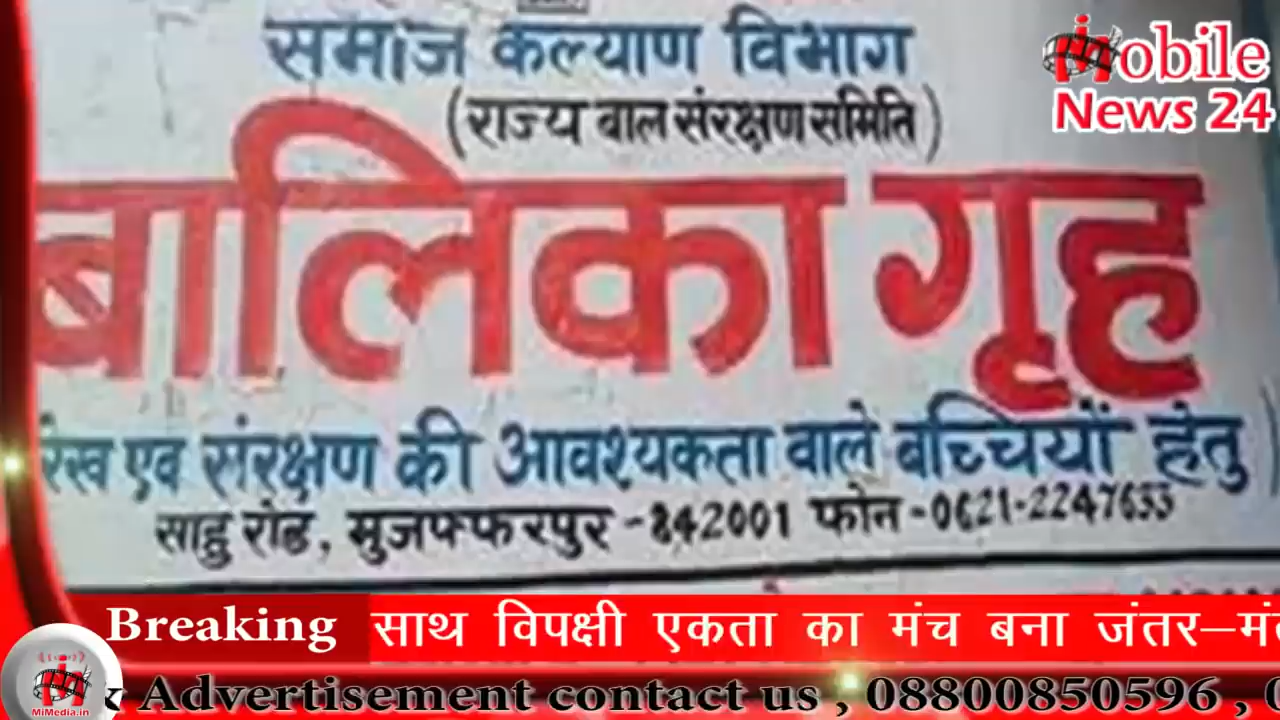 समाज कल्याण विभाग
(राज्य बाल संरक्षण समिति)
बालिका गृह
रेख एवं संरक्षण की आवश्यकता वाले बच्चियों हेतु)
साहु रोड, मुजफ्फरपुर -842001 फोन -0621-2247633
Mobile
News 24
Breaking साथ विपक्षी एकता का मंच बना जंतर–मं
MiMedia.in
Advertisement contact us , 08800850596 ,